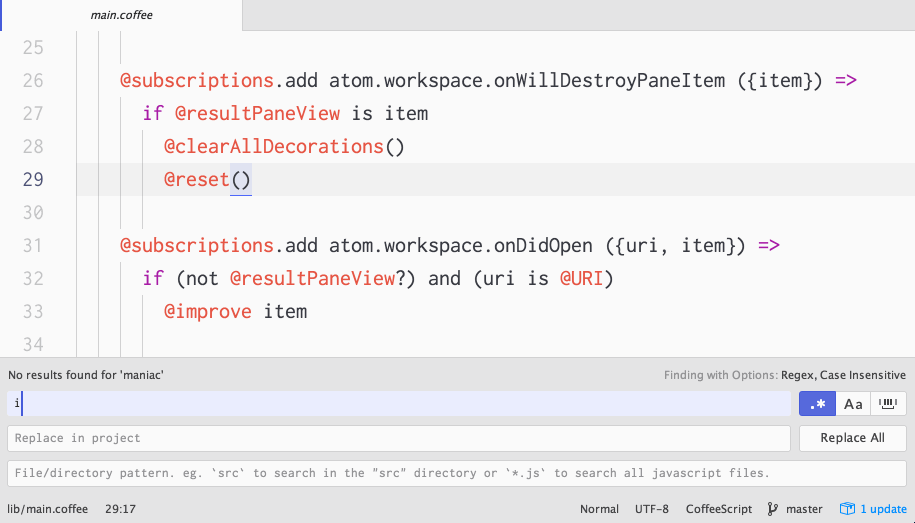 main.coffee
25
26 @subscriptions.add atom.workspace.onWillDestroyPaneItem ({item}) =>
27 if @resultPaneView is item
28 @clearAllDecorations()
29 @reset()
30
31 @subscriptions.add atom.workspace.onDidOpen ({uri, item}) =>
32 if (not @resultPaneView?) and (uri is @URI)
33 @improve item
34
No results found for 'maniac' Finding with Options: Regex, Case Insensitive
i .* Aa
Replace in project Replace All
File/directory pattern. eg. `src` to search in the "src" directory or `*.js` to search all javascript files.
lib/main.coffee 29:17 Normal UTF-8 CoffeeScript master 1 update